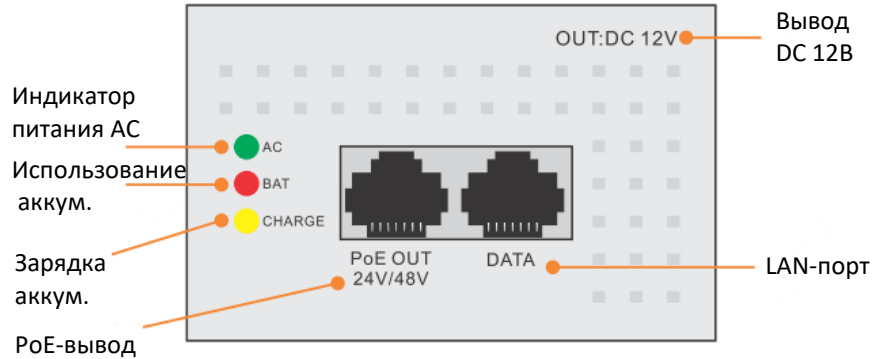 OUT:DC 12V
Вывод
DC 12В
Индикатор
питания AC
AC
Использование
аккум.
BAT
CHARGE
Зарядка
аккум.
PoE OUT
24V/48V
DATA
LAN-порт
PoE-вывод